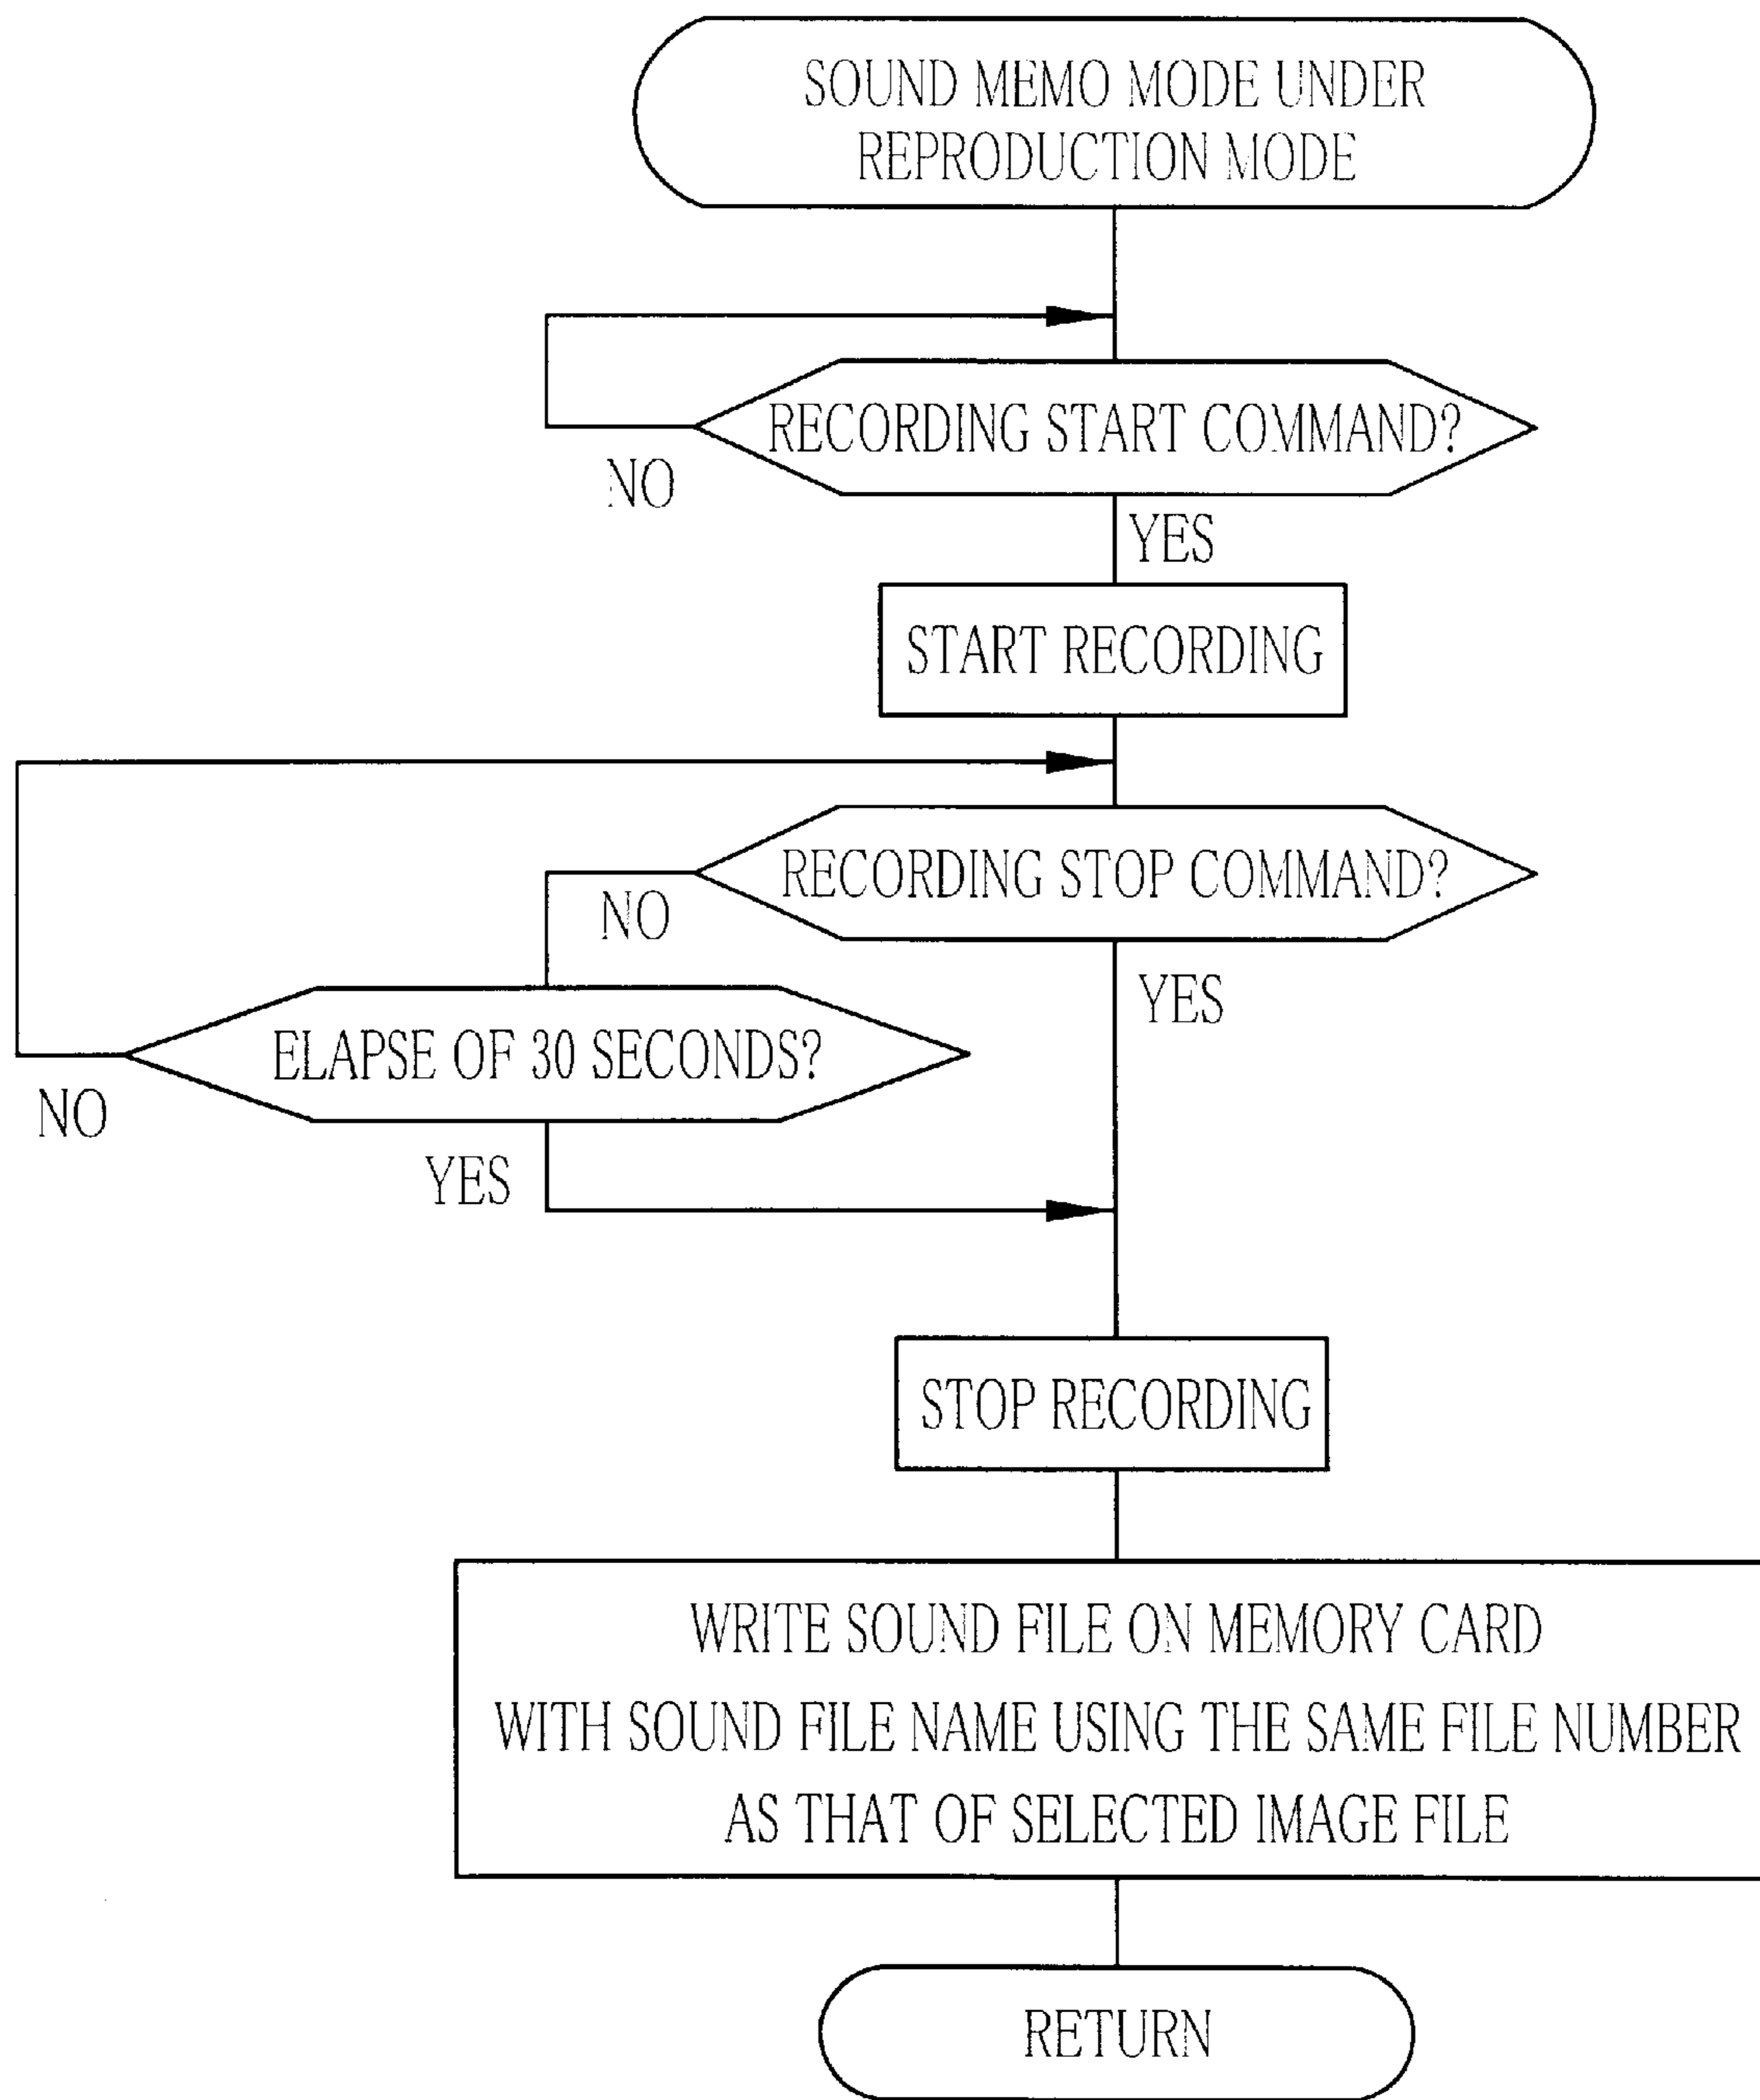 SOUND MEMO MODE UNDER
REPRODUCTION MODE
RECORDING START COMMAND?
NO
YES
START RECORDING
RECORDING STOP COMMAND?
NO
YES
ELAPSE OF 30 SECONDS?
NO
YES
STOP RECORDING
WRITE SOUND FILE ON MEMORY CARD
WITH SOUND FILE NAME USING THE SAME FILE NUMBER
AS THAT OF SELECTED IMAGE FILE
RETURN